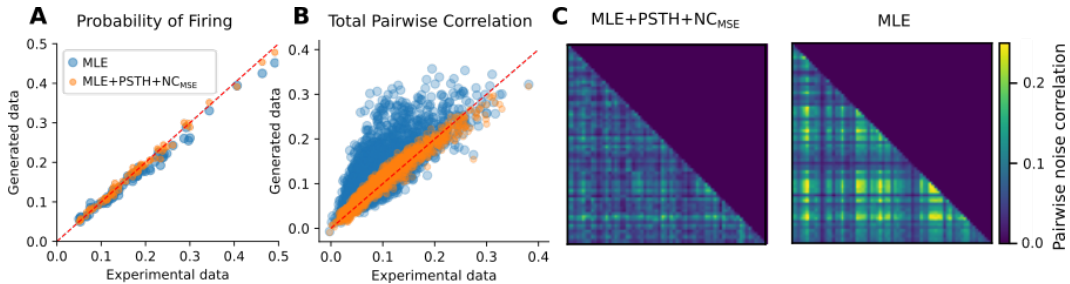 A
Probability of Firing
0.5
0.4
0.3
0.2
0.1
0.0
Generated data
MLE
MLE+PSTH+NC_MSE
0.0 0.1 0.2 0.3 0.4 0.5
Experimental data
B
Total Pairwise Correlation
0.4
0.3
0.2
0.1
0.0
Generated data
0.0 0.1 0.2 0.3 0.4
Experimental data
C
MLE+PSTH+NC_MSE
MLE
0.2
0.1
0.0
Pairwise noise correlation